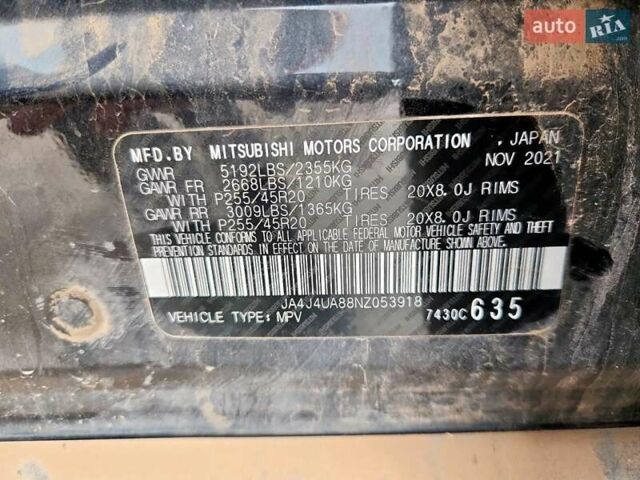 auto RIA .com
MFD.BY MITSUBISHI MOTORS CORPORATION , JAPAN
GVWR 5192LBS/2355KG NOV 2021
GAWR FR 2668LBS/1210KG
WITH P255/45R20 TIRES 20X8.0J RIMS
GAWR RR 3009LBS/1365KG
WITH P255/45R20 TIRES 20X8.0J RIMS
THIS VEHICLE CONFORMS TO ALL APPLICABLE FEDERAL MOTOR VEHICLE SAFETY AND THEFT
PREVENTION STANDARDS IN EFFECT ON THE DATE OF MANUFACTURE SHOWN ABOVE.
JA4J4UA88NZ053918
VEHICLE TYPE: MPV 7430C 635